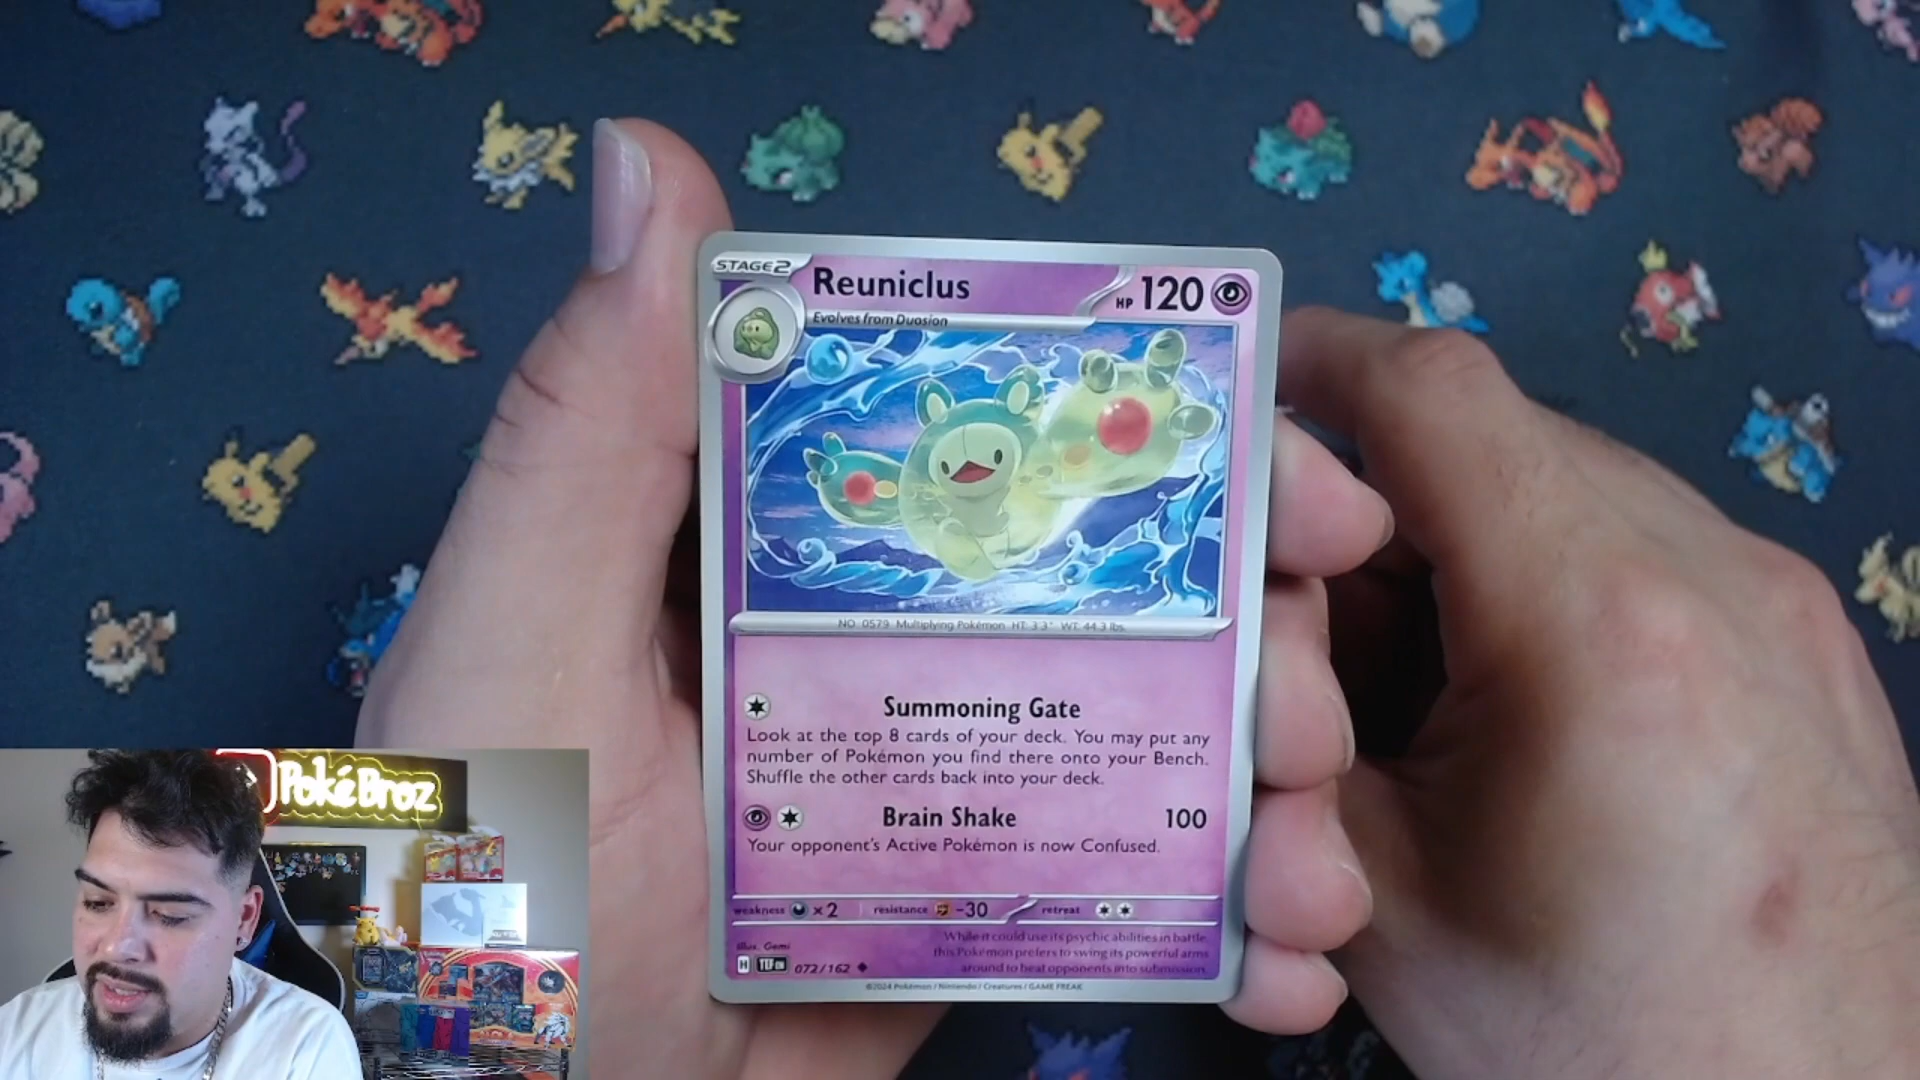 STAGE2
Reuniclus
HP 120
Evolves from Duosion
NO. 0579 Multiplying Pokémon HT: 3'3" WT: 44.3 lbs.
Summoning Gate
Look at the top 8 cards of your deck. You may put any
number of Pokémon you find there onto your Bench.
Shuffle the other cards back into your deck.
Brain Shake 100
Your opponent's Active Pokémon is now Confused.
weakness ×2 resistance -30 retreat
Illus. Gemi
While it could use its psychic abilities in battle,
this Pokémon prefers to swing its powerful arms
around to beat opponents into submission.
H TEF EN 072/162
©2024 Pokémon / Nintendo / Creatures / GAME FREAK
PokéBroz